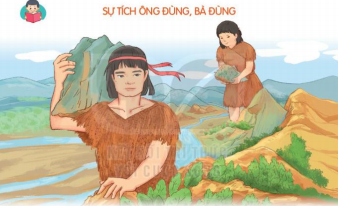 SỰ TÍCH ÔNG ĐÙNG, BÀ ĐÙNG